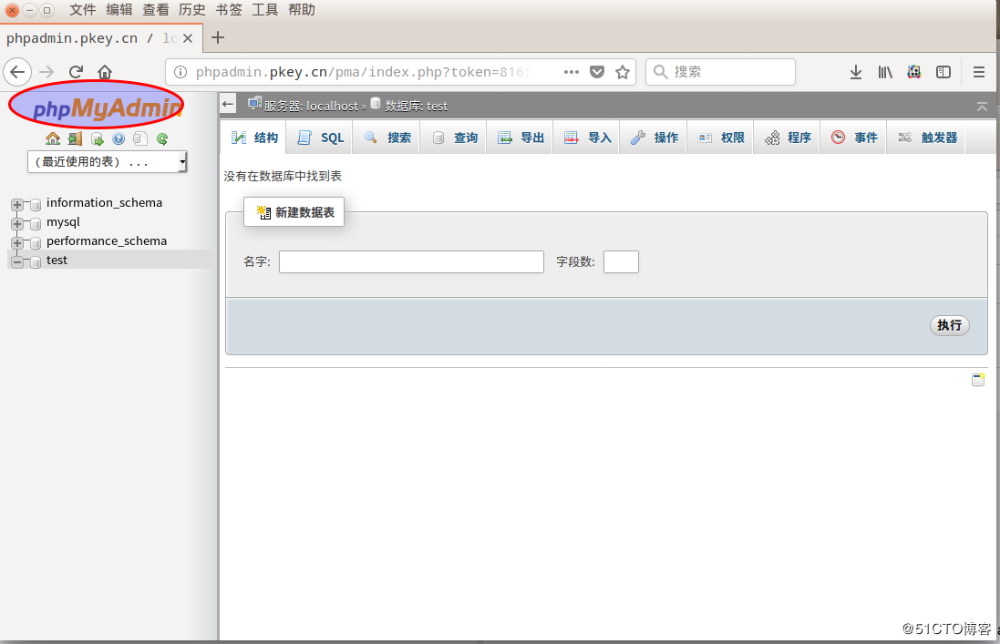 文件 编辑 查看 历史 书签 工具 帮助
phpadmin.pkey.cn / lo
phpadmin.pkey.cn/pma/index.php?token=816
搜索
phpMyAdmin
服务器: localhost » 数据库: test
(最近使用的表) ...
结构 SQL 搜索 查询 导出 导入 操作 权限 程序 事件 触发器
没有在数据库中找到表
information_schema
mysql
performance_schema
test
新建数据表
名字: 字段数:
执行
@51CTO博客